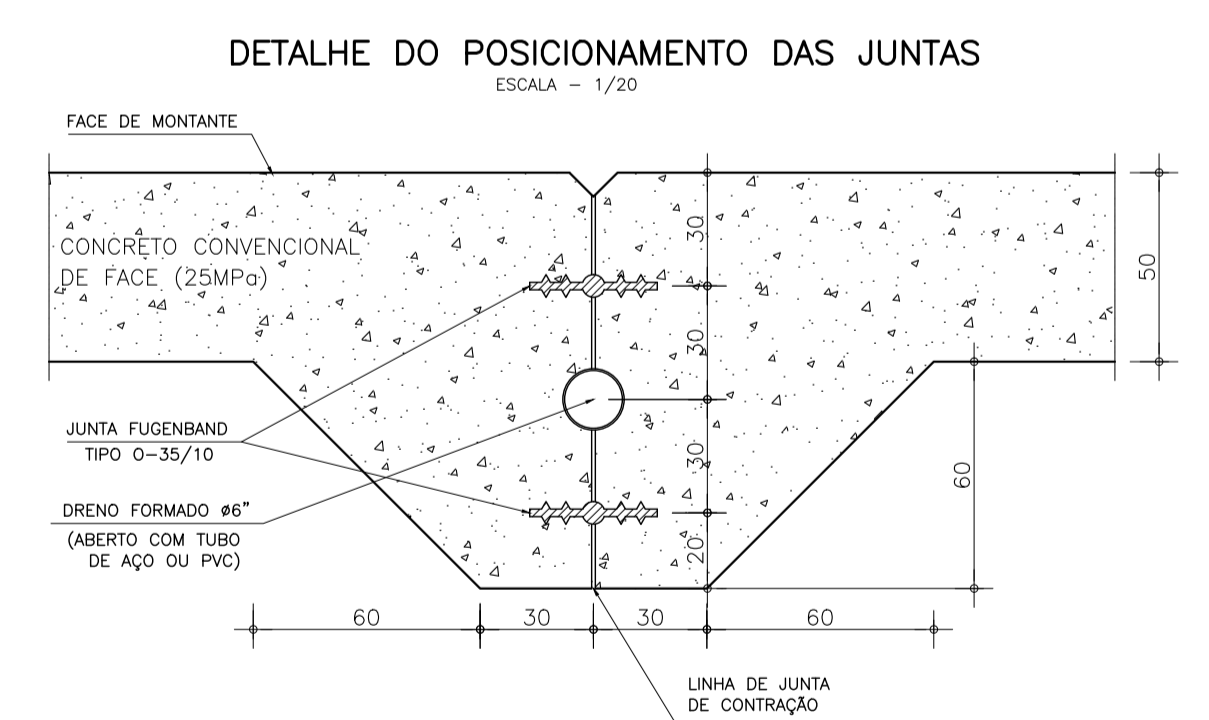 DETALHE DO POSICIONAMENTO DAS JUNTAS
ESCALA - 1/20
FACE DE MONTANTE
CONCRETO CONVENCIONAL
DE FACE (25MPa)
30
50
30
JUNTA FUGENBAND
TIPO O-35/10
30
60
DRENO FORMADO ø6"
(ABERTO COM TUBO
DE AÇO OU PVC)
20
60
30
30
60
LINHA DE JUNTA
DE CONTRAÇÃO